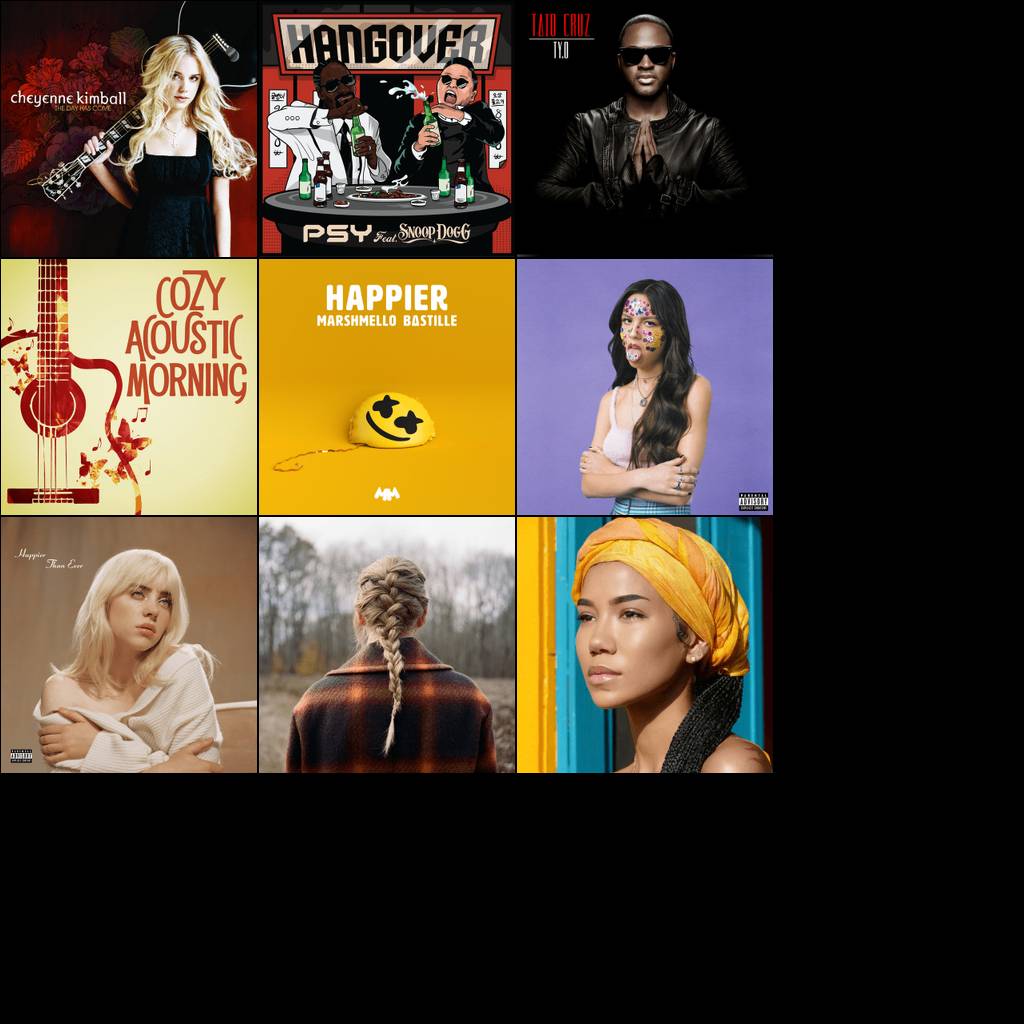 cheyenne kimball
THE DAY HAS COME
HANGOVER
PSY Feat. SNOOP DOGG
TAIO CRUZ
TY.O
COZY
ACOUSTIC
MORNING
HAPPIER
MARSHMELLO BASTILLE
PARENTAL
ADVISORY
EXPLICIT CONTENT
Happier
Than Ever
PARENTAL
ADVISORY
EXPLICIT CONTENT